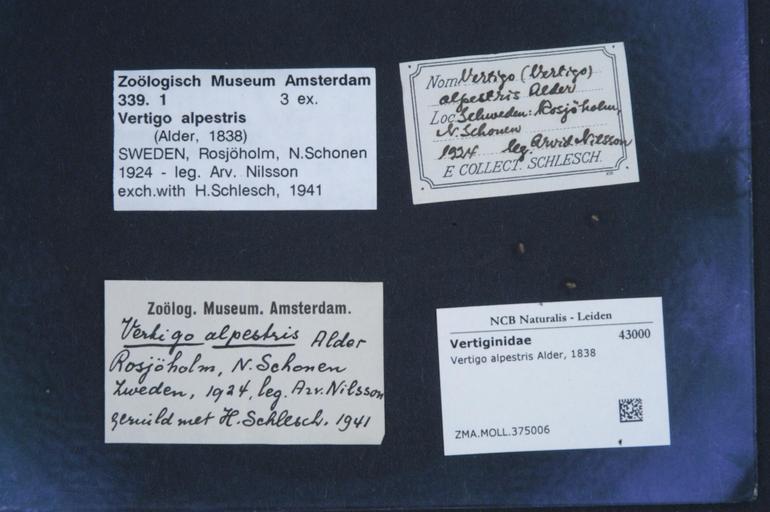 Zoölogisch Museum Amsterdam
339. 1 3 ex.
Vertigo alpestris
(Alder, 1838)
SWEDEN, Rosjöholm, N.Schonen
1924 - leg. Arv. Nilsson
exch.with H.Schlesch, 1941
Nom Vertigo (Vertigo)
alpestris Alder
Loc Schweden: Rosjöholm,
N. Schonen
1924 leg. Arvid Nilsson
E COLLECT. SCHLESCH.
Zoölog. Museum. Amsterdam.
Vertigo alpestris Alder
Rosjöholm, N. Schonen
Zweden, 1924, leg. Arv. Nilsson
geruild met H. Schlesch. 1941
NCB Naturalis - Leiden
Vertiginidae 43000
Vertigo alpestris Alder, 1838
ZMA.MOLL.375006